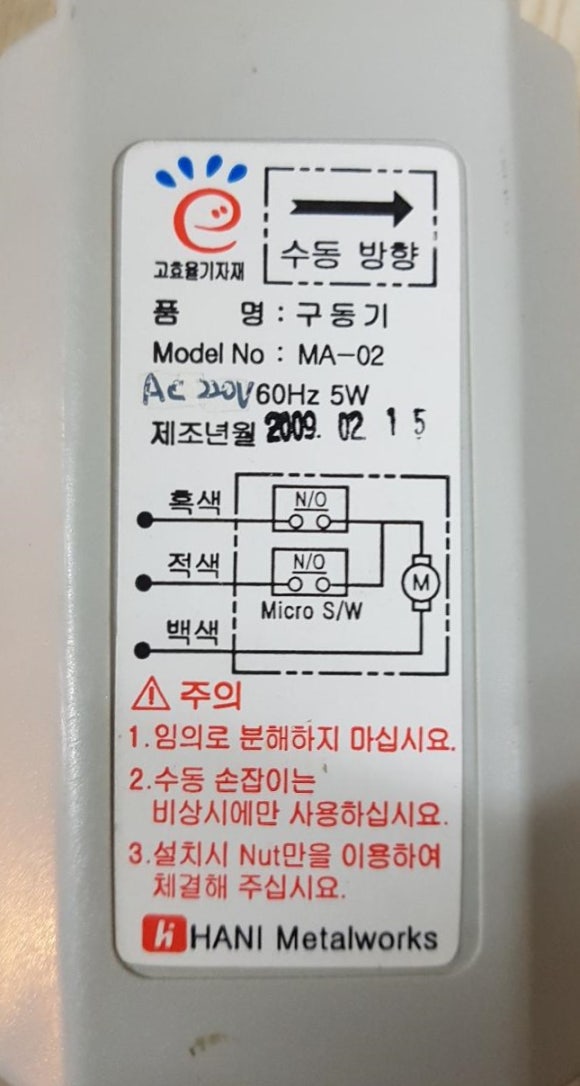 고효율기자재
수동 방향
품 명 : 구동기
Model No : MA-02
AC 220V 60Hz 5W
제조년월 2009. 02 15
흑색
N/O
적색
N/O
Micro S/W
M
백색
주의
1.임의로 분해하지 마십시요.
2.수동 손잡이는
비상시에만 사용하십시요.
3.설치시 Nut만을 이용하여
체결해 주십시요.
HANI Metalworks